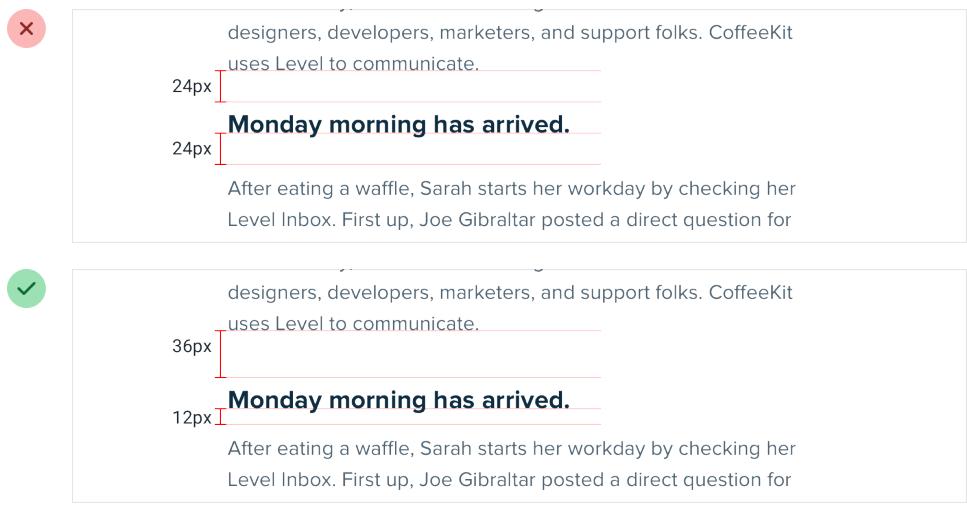 designers, developers, marketers, and support folks. CoffeeKit
uses Level to communicate.
24px
Monday morning has arrived.
24px
After eating a waffle, Sarah starts her workday by checking her
Level Inbox. First up, Joe Gibraltar posted a direct question for
designers, developers, marketers, and support folks. CoffeeKit
uses Level to communicate.
36px
Monday morning has arrived.
12px
After eating a waffle, Sarah starts her workday by checking her
Level Inbox. First up, Joe Gibraltar posted a direct question for